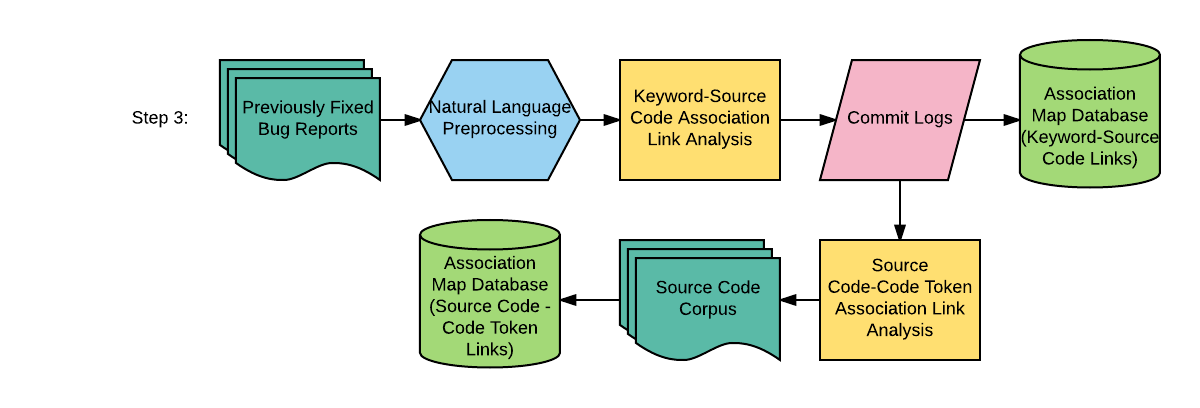 Step 3:
Previously Fixed
Bug Reports
Natural Language
Preprocessing
Keyword-Source
Code Association
Link Analysis
Commit Logs
Association
Map Database
(Keyword-Source
Code Links)
Source
Code-Code Token
Association Link
Analysis
Source Code
Corpus
Association
Map Database
(Source Code -
Code Token
Links)